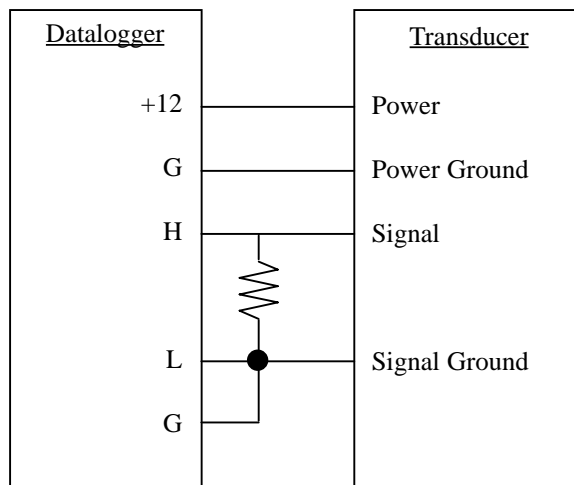 Datalogger
Transducer
+12
Power
G
Power Ground
H
Signal
L
Signal Ground
G